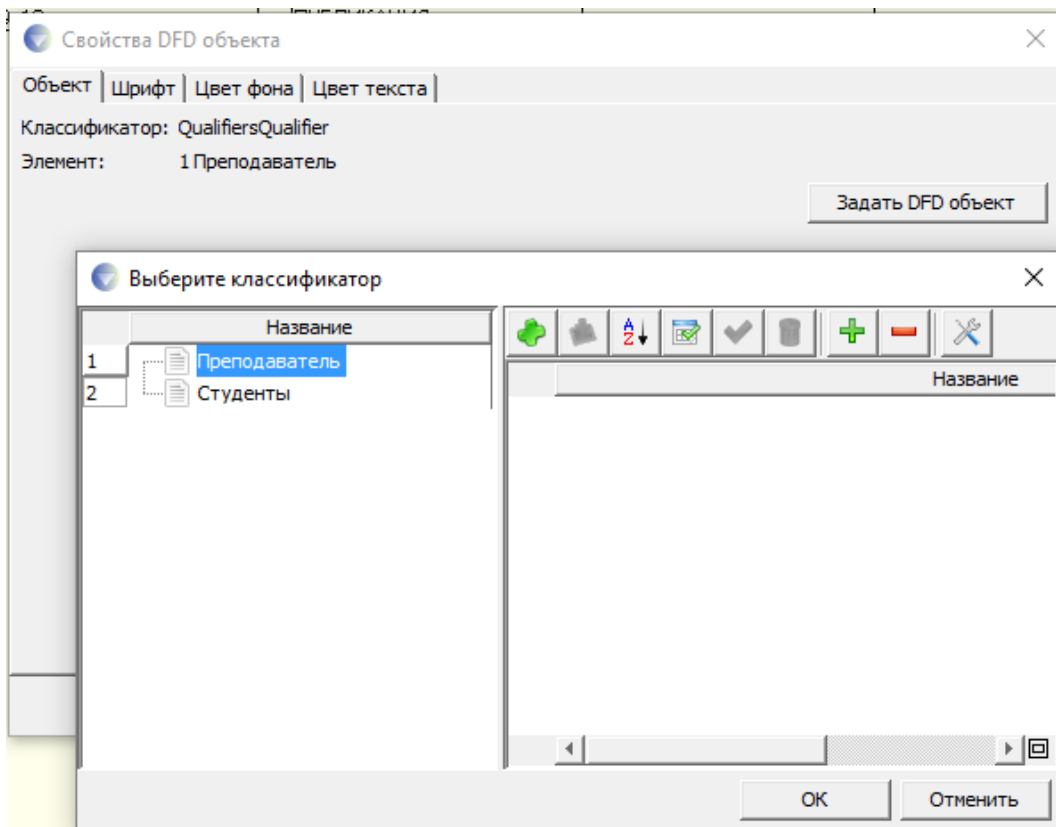 Свойства DFD объекта
Объект Шрифт Цвет фона Цвет текста
Классификатор: QualifiersQualifier
Элемент: 1 Преподаватель
Задать DFD объект
Выберите классификатор
Название
1 Преподаватель
2 Студенты
Название
ОК Отменить